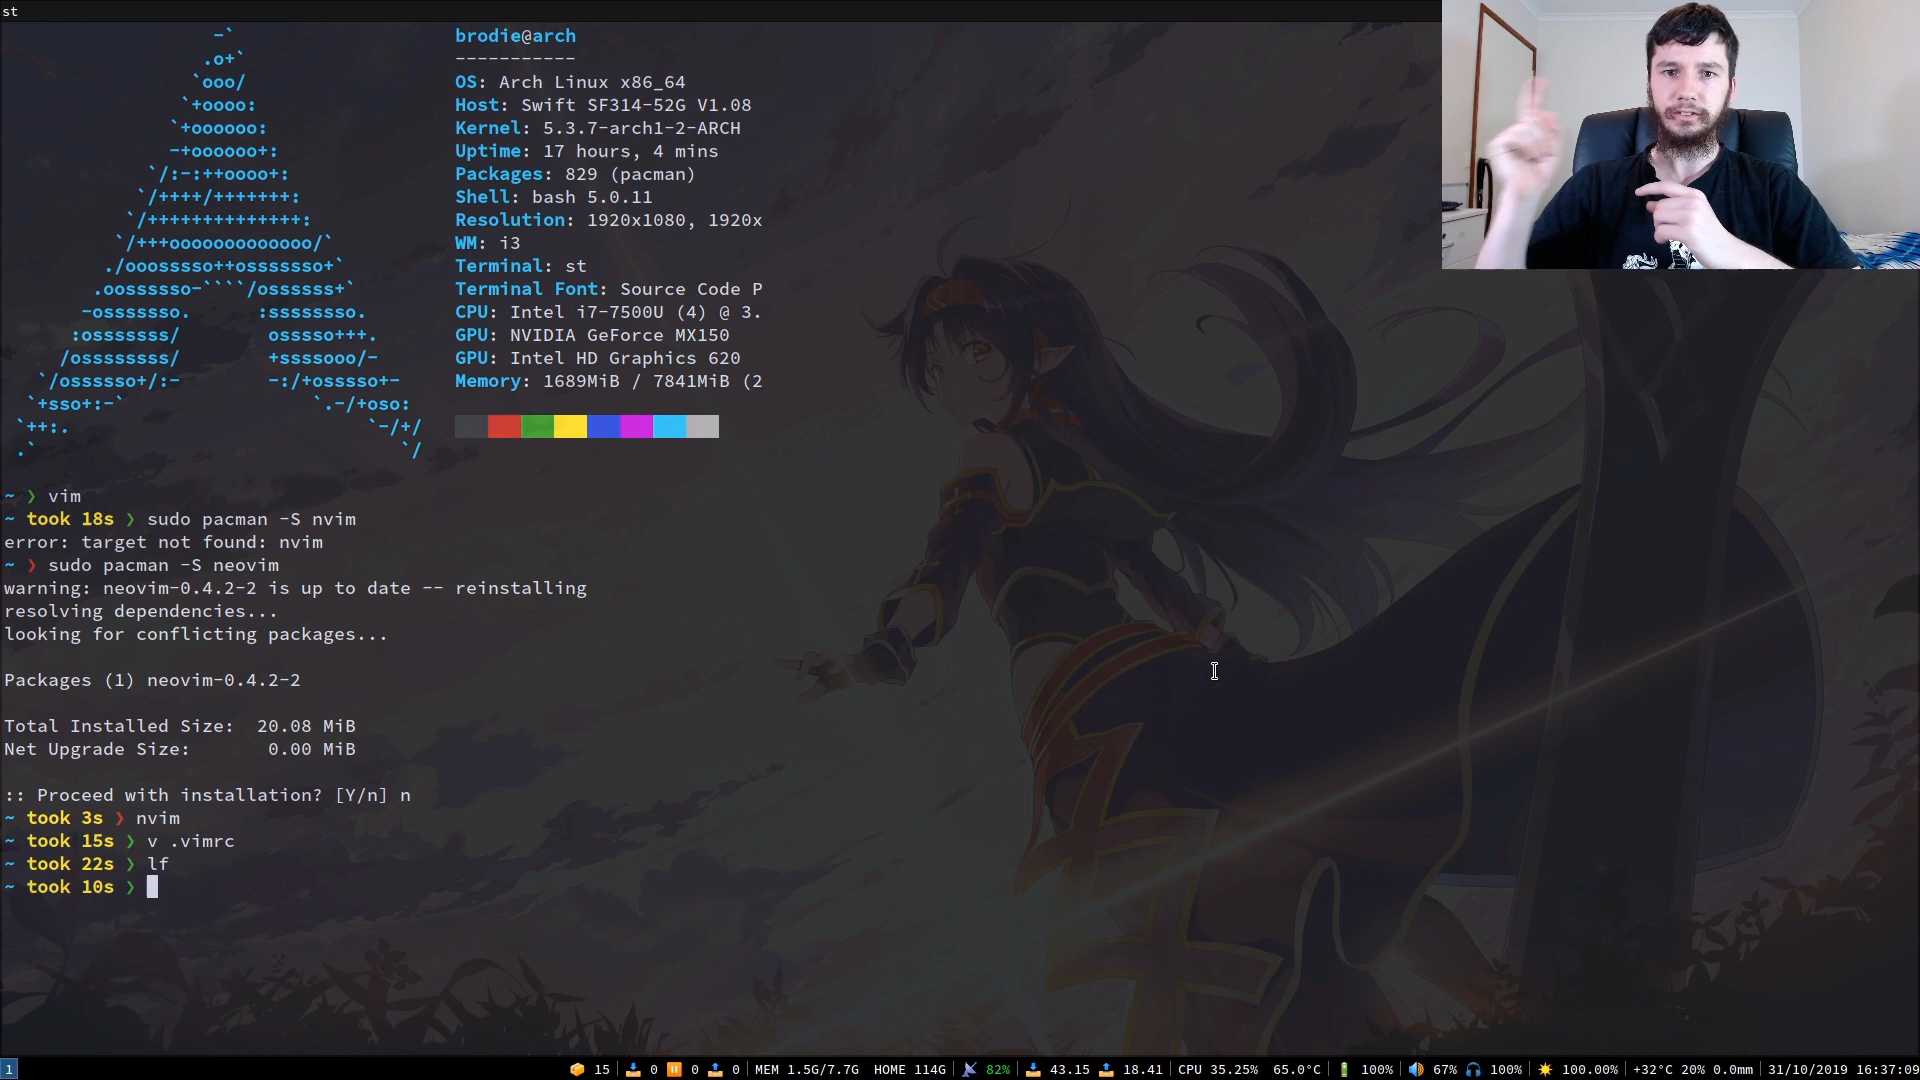 st
brodie@arch
-----------
OS: Arch Linux x86_64
Host: Swift SF314-52G V1.08
Kernel: 5.3.7-arch1-2-ARCH
Uptime: 17 hours, 4 mins
Packages: 829 (pacman)
Shell: bash 5.0.11
Resolution: 1920x1080, 1920x
WM: i3
Terminal: st
Terminal Font: Source Code P
CPU: Intel i7-7500U (4) @ 3.
GPU: NVIDIA GeForce MX150
GPU: Intel HD Graphics 620
Memory: 1689MiB / 7841MiB (2
~ ❯ vim
~ took 18s ❯ sudo pacman -S nvim
error: target not found: nvim
~ ❯ sudo pacman -S neovim
warning: neovim-0.4.2-2 is up to date -- reinstalling
resolving dependencies...
looking for conflicting packages...
Packages (1) neovim-0.4.2-2
Total Installed Size:  20.08 MiB
Net Upgrade Size:       0.00 MiB
:: Proceed with installation? [Y/n] n
~ took 3s ❯ nvim
~ took 15s ❯ v .vimrc
~ took 22s ❯ lf
~ took 10s ❯
1 15 | 0 0 0 | MEM 1.5G/7.7G HOME 114G | 82% | 43.15 18.41 | CPU 35.25% 65.0°C | 100% | 67% 100% | 100.00% | +32°C 20% 0.0mm | 31/10/2019 16:37:09